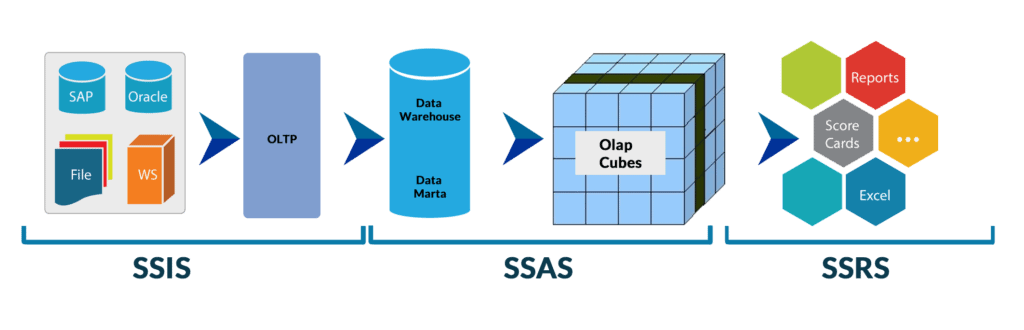 SAP
Oracle
File
WS
OLTP
Data
Warehouse
Data
Marta
Olap
Cubes
Reports
Score
Cards
...
Excel
SSIS
SSAS
SSRS